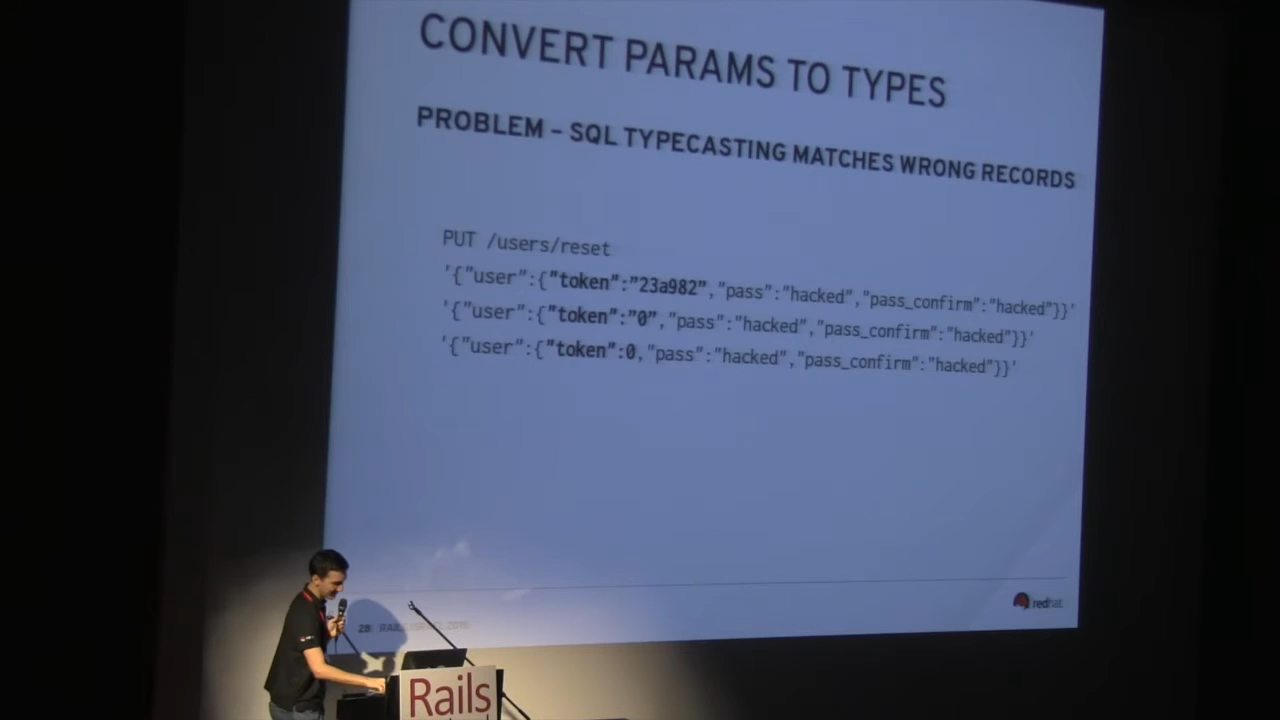 CONVERT PARAMS TO TYPES
PROBLEM – SQL TYPECASTING MATCHES WRONG RECORDS
PUT /users/reset
'{"user":{"token":"23a982","pass":"hacked","pass_confirm":"hacked"}}'
'{"user":{"token":"0","pass":"hacked","pass_confirm":"hacked"}}'
'{"user":{"token":0,"pass":"hacked","pass_confirm":"hacked"}}'
redhat
28
Rails